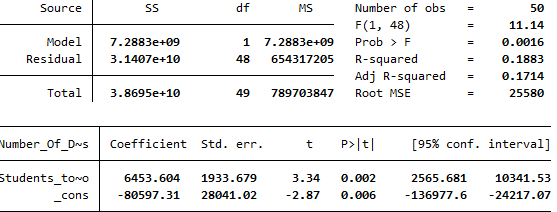 Source SS df MS Number of obs = 50
F(1, 48) = 11.14
Model 7.2883e+09 1 7.2883e+09 Prob > F = 0.0016
Residual 3.1407e+10 48 654317205 R-squared = 0.1883
Adj R-squared = 0.1714
Total 3.8695e+10 49 789703847 Root MSE = 25580
Number_Of_D~s Coefficient Std. err. t P>|t| [95% conf. interval]
Students_to~o 6453.604 1933.679 3.34 0.002 2565.681 10341.53
_cons -80597.31 28041.02 -2.87 0.006 -136977.6 -24217.07